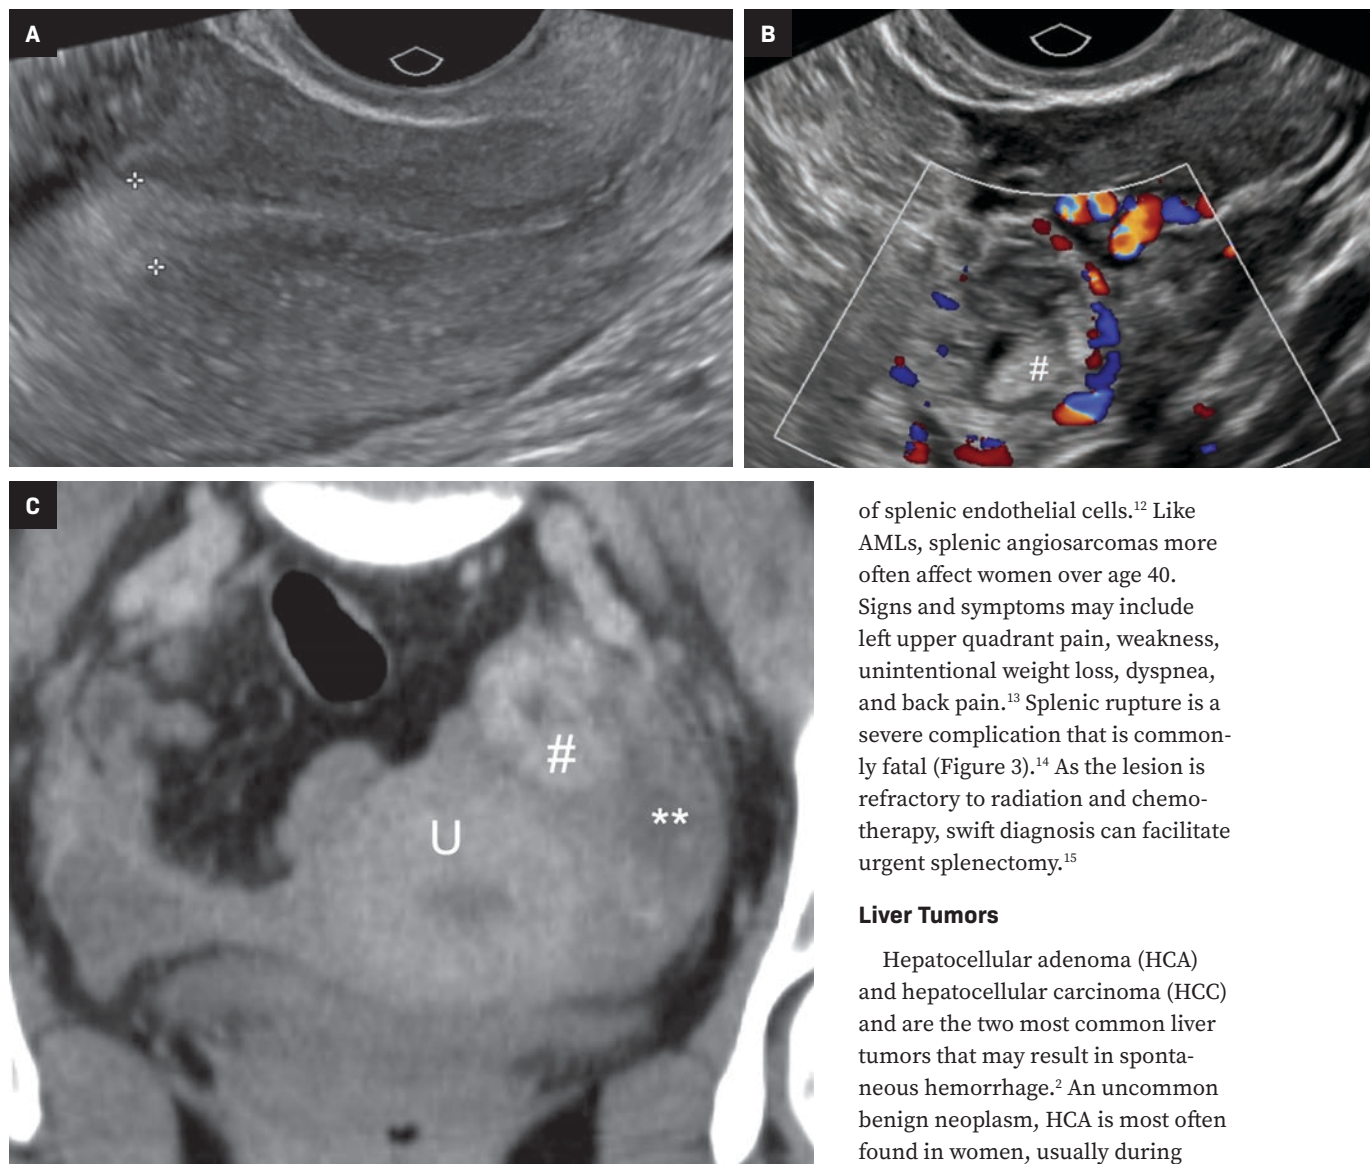 A
B
#
C
#
U
**
of splenic endothelial cells.12 Like
AMLs, splenic angiosarcomas more
often affect women over age 40.
Signs and symptoms may include
left upper quadrant pain, weakness,
unintentional weight loss, dyspnea,
and back pain.13 Splenic rupture is a
severe complication that is common-
ly fatal (Figure 3).14 As the lesion is
refractory to radiation and chemo-
therapy, swift diagnosis can facilitate
urgent splenectomy.15
Liver Tumors
Hepatocellular adenoma (HCA)
and hepatocellular carcinoma (HCC)
and are the two most common liver
tumors that may result in sponta-
neous hemorrhage.2 An uncommon
benign neoplasm, HCA is most often
found in women, usually during